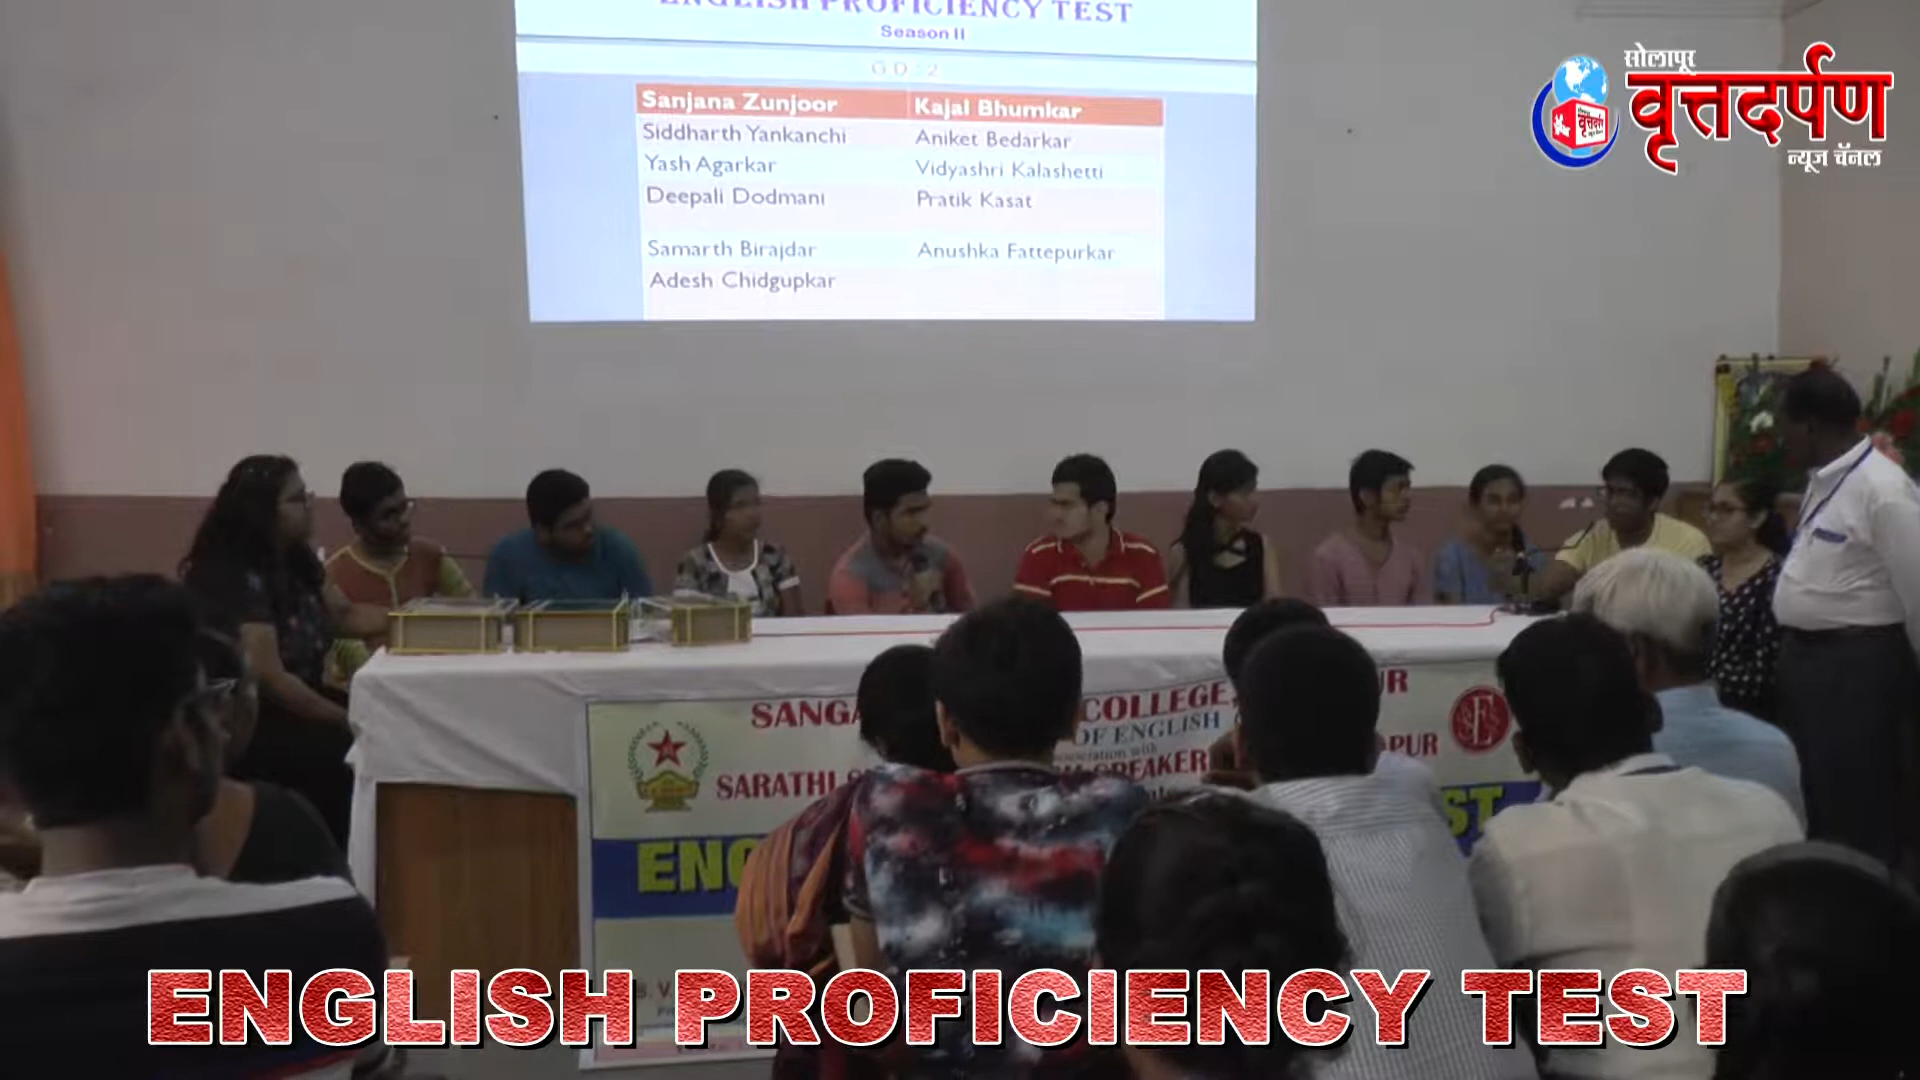 ENGLISH PROFICIENCY TEST
Season II
GD : 2
Sanjana Zunjoor Kajal Bhumkar
Siddharth Yankanchi Aniket Bedarkar
Yash Agarkar Vidyashri Kalashetti
Deepali Dodmani Pratik Kasat
Samarth Birajdar Anushka Fattepurkar
Adesh Chidgupkar
सोलापूर
वृत्तदर्पण
न्यूज चॅनल
COLLEGE,
OF ENGLISH
SARATHI
ENGLISH PROFICIENCY TEST